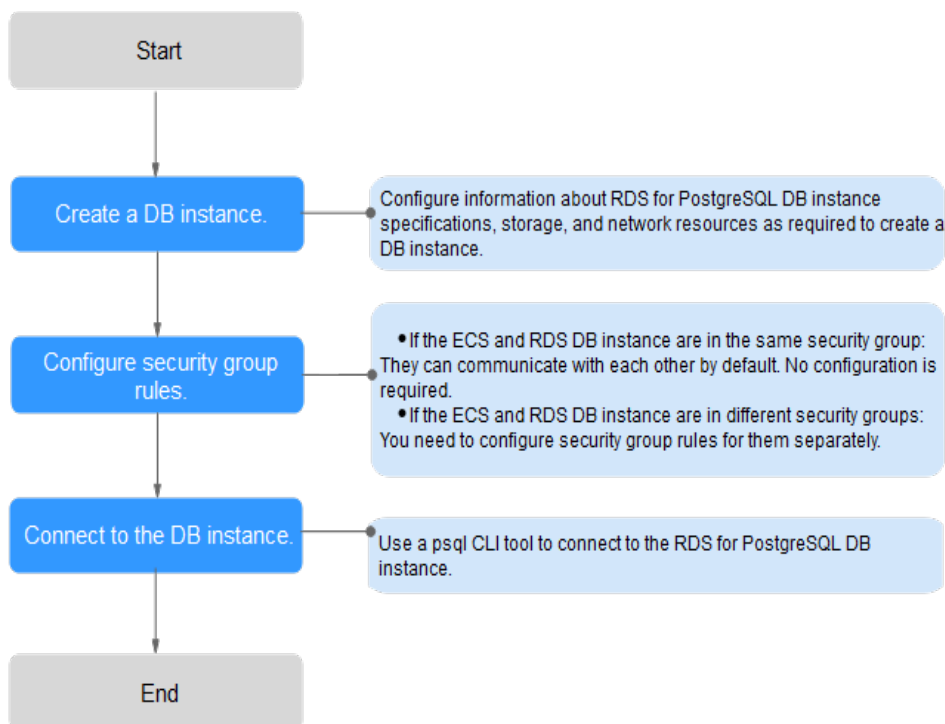 Start
Create a DB instance.
Configure information about RDS for PostgreSQL DB instance
specifications, storage, and network resources as required to create a
DB instance.
Configure security group
rules.
●If the ECS and RDS DB instance are in the same security group:
They can communicate with each other by default. No configuration is
required.
●If the ECS and RDS DB instance are in different security groups:
You need to configure security group rules for them separately.
Connect to the DB instance.
Use a psql CLI tool to connect to the RDS for PostgreSQL DB
instance.
End